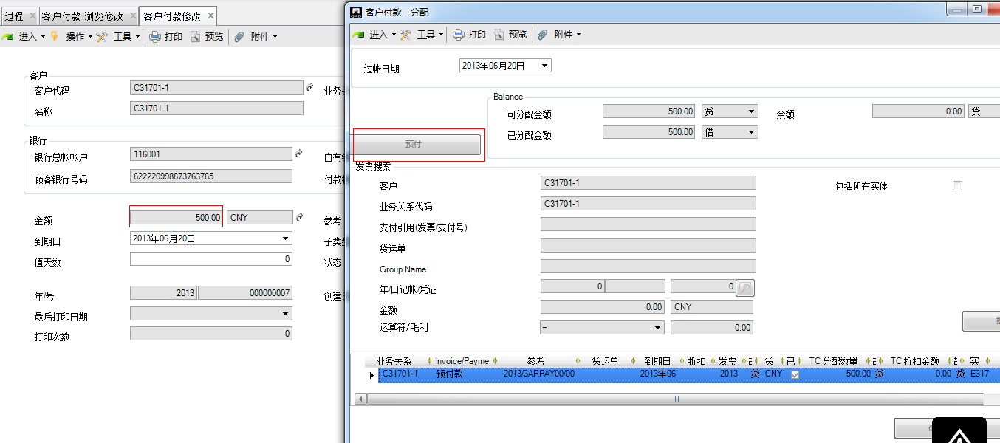 过程 客户付款 浏览修改 客户付款修改
进入 操作 工具 打印 预览 附件
客户
客户代码 C31701-1
名称 C31701-1
银行
银行总帐帐户 116001 自有
顾客银行号码 622220998873763765 付款
金额 500.00 CNY 参考
到期日 2013年06月20日 子类
值天数 0 状态
年/号 2013 000000007 创建
最后打印日期
打印次数 0
QAD 客户付款 - 分配
进入 工具 打印 预览 附件
过帐日期 2013年06月20日
Balance
可分配金额 500.00 贷 余额 0.00 贷
已分配金额 500.00 借
预付
发票搜索
客户 C31701-1 包括所有实体
业务关系代码 C31701-1
支付引用(发票/支付号)
货运单
Group Name
年/日记帐/凭证 0 0
金额 0.00 CNY
运算符/毛利 = 0.00
业务关系 Invoice/Payme 参考 货运单 到期日 折扣 发票 货 已 TC 分配数量 TC 折扣金额 实
C31701-1 预付款 2013/3ARPAY00/00 2013年06 2013 贷 CNY 500.00 贷 0.00 贷 E317